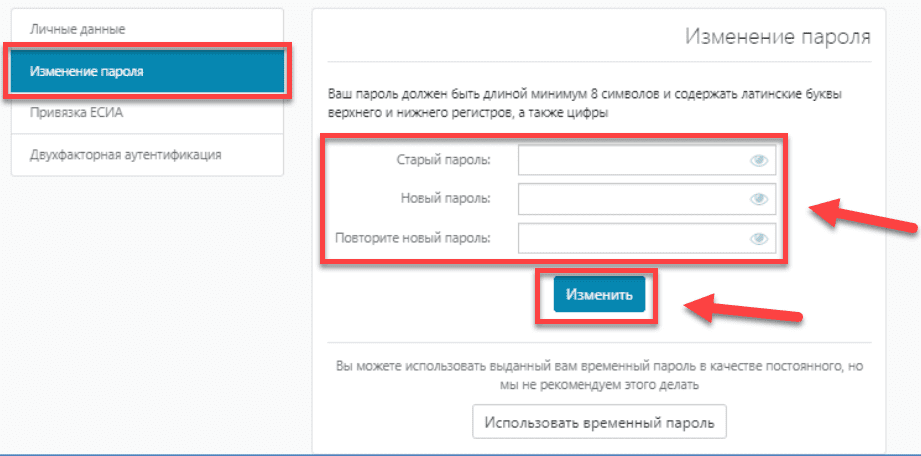 Личные данные
Изменение пароля
Привязка ЕСИА
Двухфакторная аутентификация
Изменение пароля
Ваш пароль должен быть длиной минимум 8 символов и содержать латинские буквы
верхнего и нижнего регистров, а также цифры
Старый пароль:
Новый пароль:
Повторите новый пароль:
Изменить
Вы можете использовать выданный вам временный пароль в качестве постоянного, но
мы не рекомендуем этого делать
Использовать временный пароль